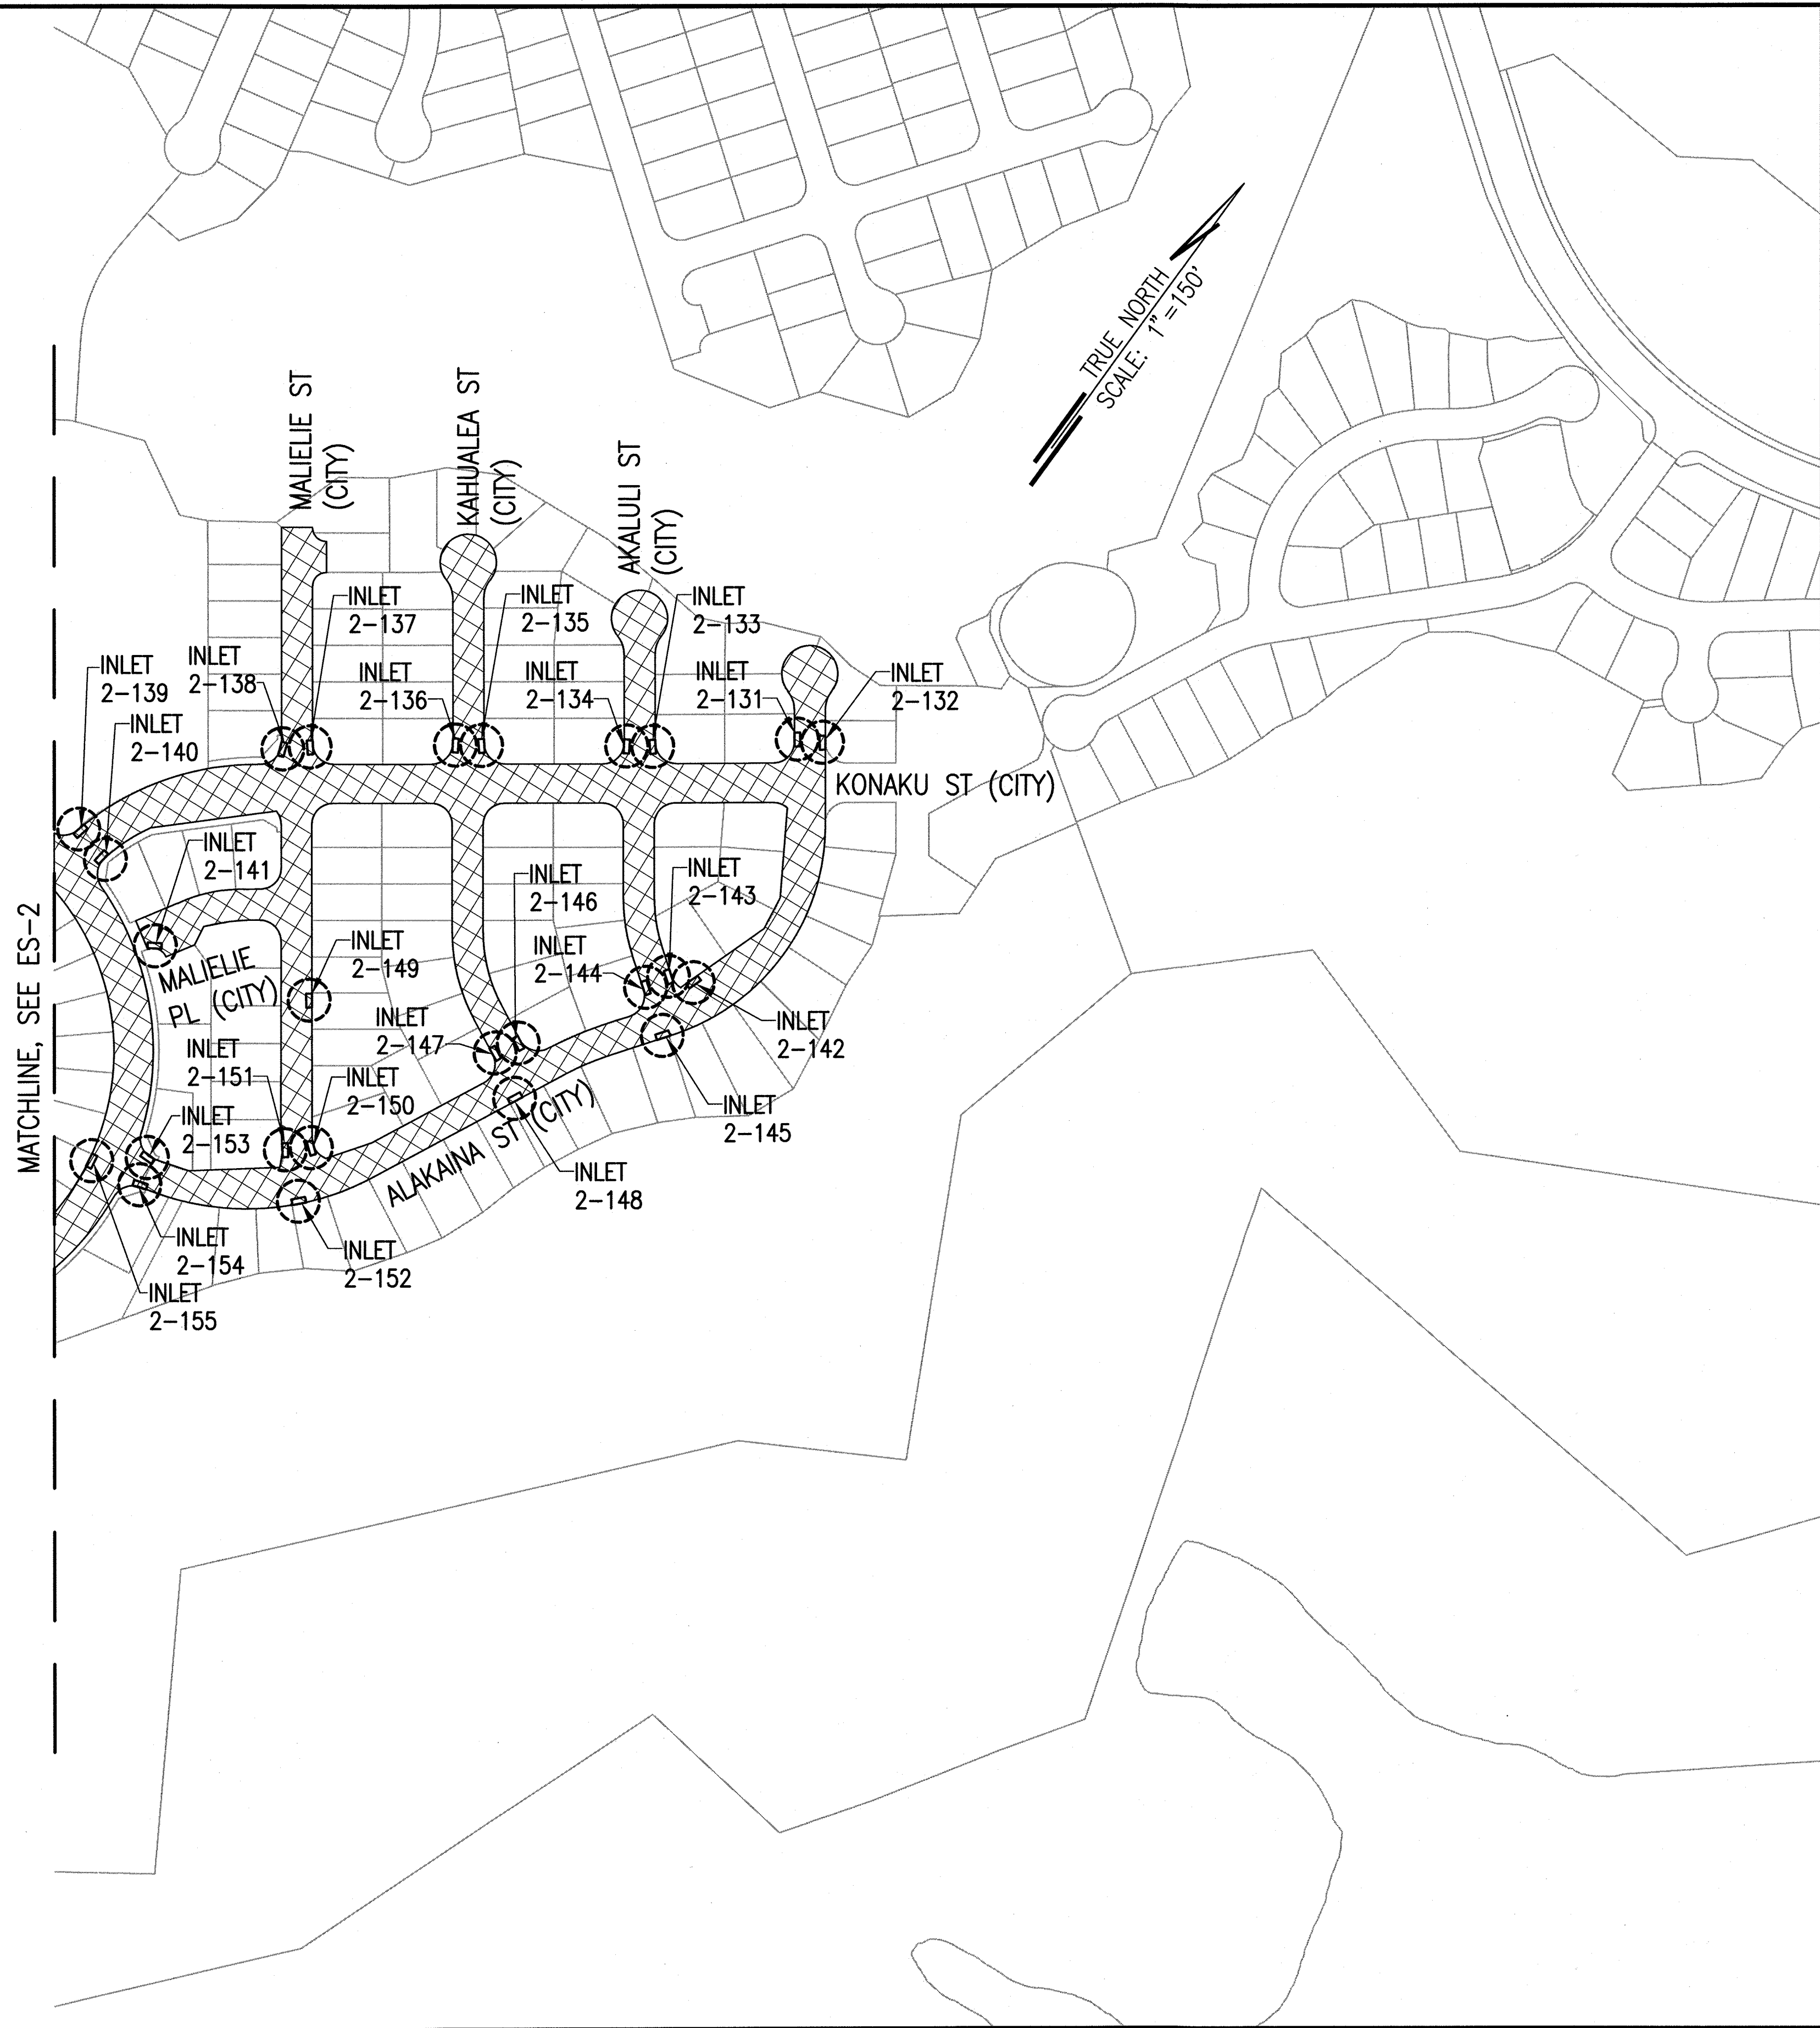 TRUE NORTH
SCALE: 1"=150'
MALIELIE ST
(CITY)
KAHUALEA ST
(CITY)
AKALULI ST
(CITY)
INLET
2-137
INLET
2-135
INLET
2-133
INLET
2-139
INLET
2-138
INLET
2-136
INLET
2-134
INLET
2-131
INLET
2-132
INLET
2-140
KONAKU ST (CITY)
INLET
2-141
INLET
2-146
INLET
2-143
MATCHLINE, SEE ES-2
INLET
2-149
INLET
2-144
MALIELIE
PL (CITY)
INLET
2-147
INLET
2-142
INLET
2-151
INLET
2-150
INLET
2-153
INLET
2-145
ALAKAINA ST (CITY)
INLET
2-148
INLET
2-154
INLET
2-152
INLET
2-155